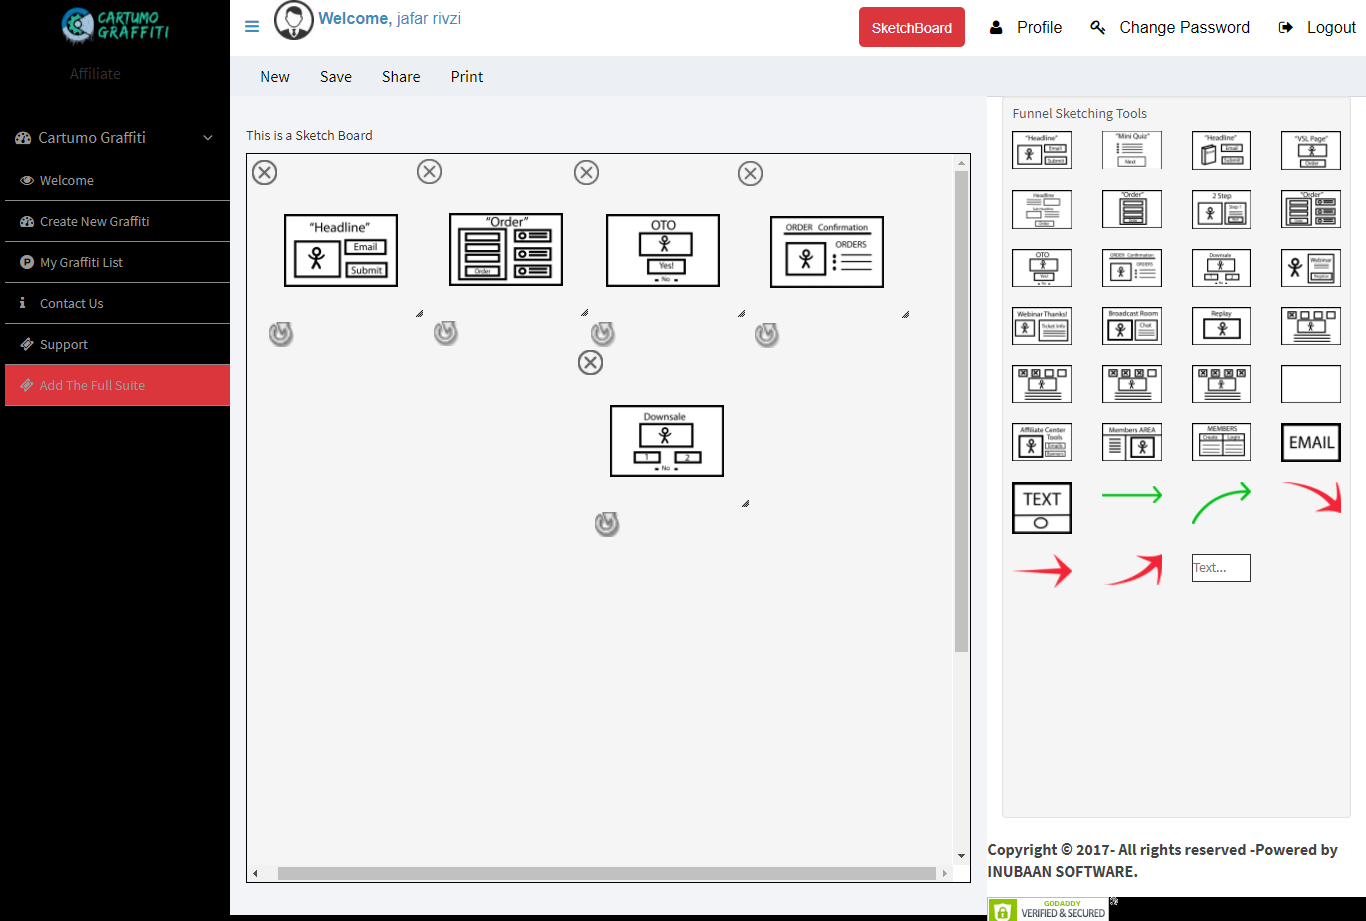 CARTUMO
GRAFFITI
Affiliate
Cartumo Graffiti
Welcome
Create New Graffiti
My Graffiti List
Contact Us
Support
Add The Full Suite
Welcome, jafar rivzi
SketchBoard
Profile
Change Password
Logout
New
Save
Share
Print
This is a Sketch Board
"Headline"
Email
Submit
"Order"
Order
OTO
Yes!
- No -
ORDER Confirmation
ORDERS
Downsale
1 2
- No -
Funnel Sketching Tools
"Headline"
Email
Submit
"Mini Quiz"
Next
"Headline"
Email
Submit
"VSL Page"
Order
Headline
"Order"
2 Step
Step 1
"Order"
OTO
Yes!
- No -
ORDER Confirmation
ORDERS
Downsale
1 2
- No -
Webinar
Register
Webinar Thanks!
Ticket Info
Broadcast Room
Chat
Replay
Affiliate Center
Tools
Emails
Banners
Members AREA
MEMBERS
Create Login
EMAIL
TEXT
Text...
Copyright © 2017- All rights reserved -Powered by
INUBAAN SOFTWARE.
GODADDY
VERIFIED & SECURED